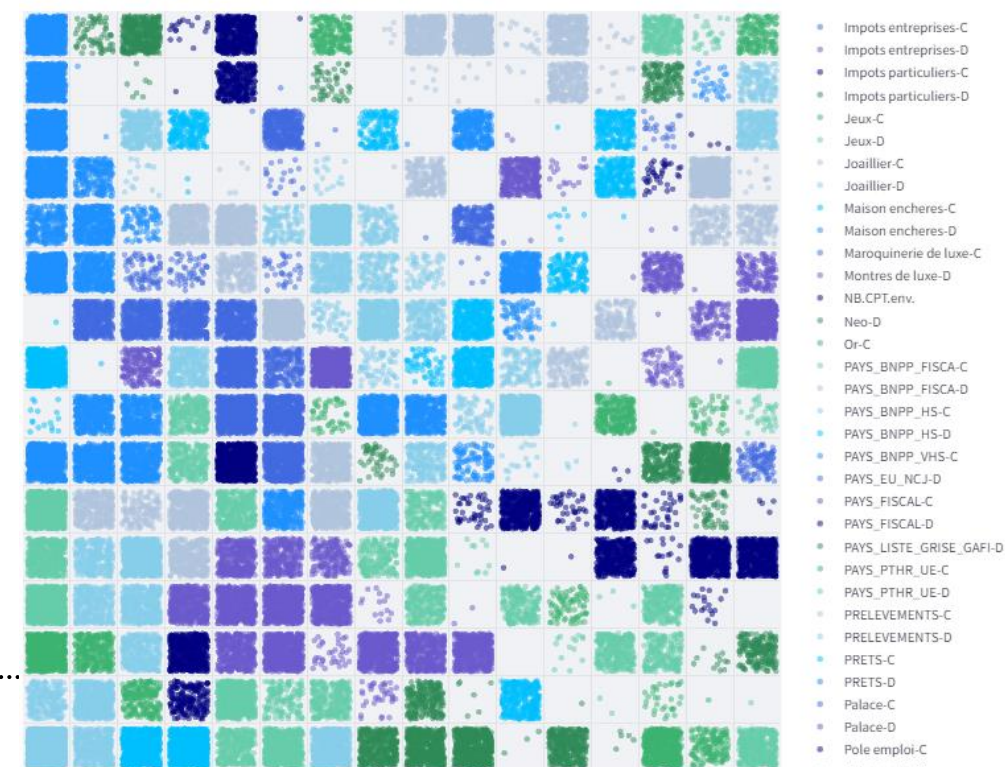 Impots entreprises-C
Impots entreprises-D
Impots particuliers-C
Impots particuliers-D
Jeux-C
Jeux-D
Joaillier-C
Joaillier-D
Maison encheres-C
Maison encheres-D
Maroquinerie de luxe-C
Montres de luxe-D
NB.CPT.env.
Neo-D
Or-C
PAYS_BNPP_FISCA-C
PAYS_BNPP_FISCA-D
PAYS_BNPP_HS-C
PAYS_BNPP_HS-D
PAYS_BNPP_VHS-C
PAYS_EU_NCJ-D
PAYS_FISCAL-C
PAYS_FISCAL-D
PAYS_LISTE_GRISE_GAFI-D
PAYS_PTHR_UE-C
PAYS_PTHR_UE-D
PRELEVEMENTS-C
PRELEVEMENTS-D
PRETS-C
...
PRETS-D
Palace-C
Palace-D
Pole emploi-C